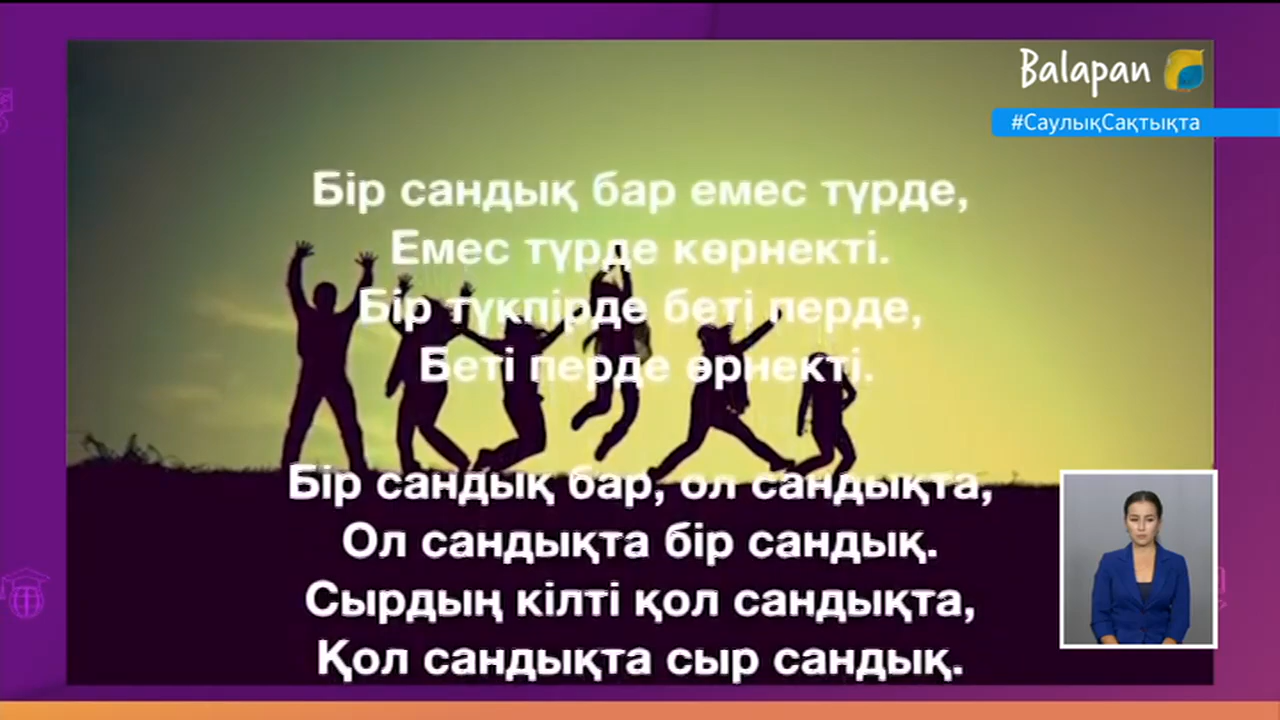 Balapan
#СаулықСақтықта
Бір сандық бар емес түрде,
Емес түрде көрнекті.
Бір түкпірде беті перде,
Беті перде өрнекті.
Бір сандық бар, ол сандықта,
Ол сандықта бір сандық.
Сырдың кілті қол сандықта,
Қол сандықта сыр сандық.